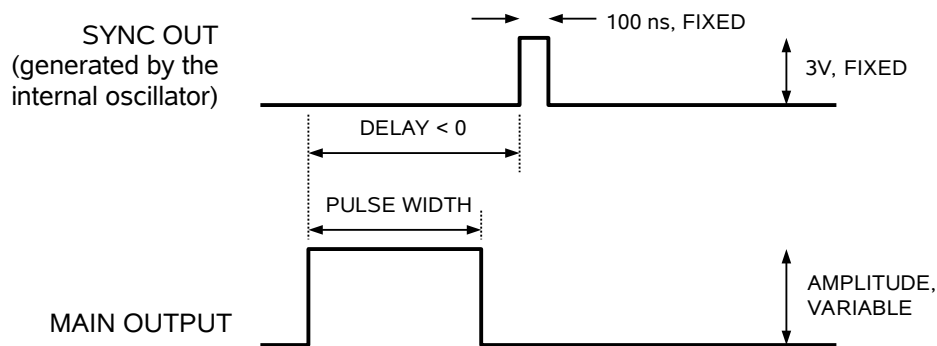 100 ns, FIXED
SYNC OUT
(generated by the
internal oscillator)
3V, FIXED
DELAY < 0
PULSE WIDTH
AMPLITUDE,
VARIABLE
MAIN OUTPUT